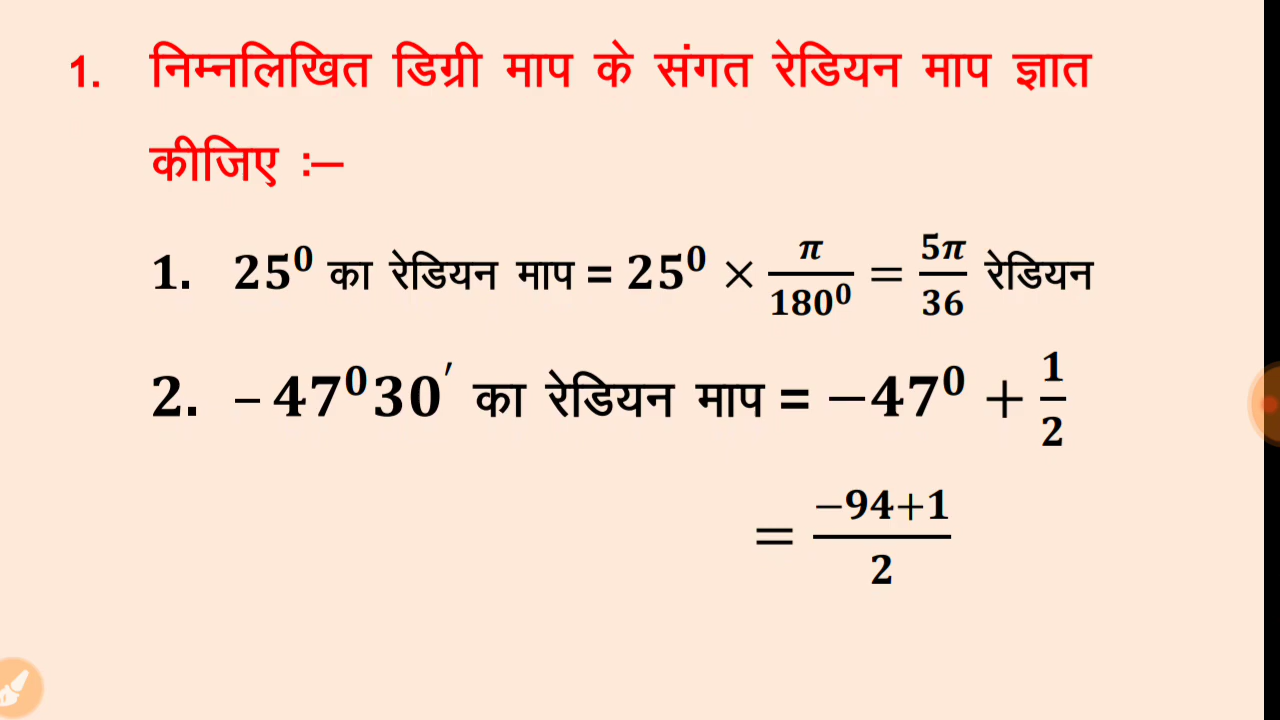 1. निम्नलिखित डिग्री माप के संगत रेडियन माप ज्ञात
कीजिए :–
1. 25⁰ का रेडियन माप = 25⁰ × π/180⁰ = 5π/36 रेडियन
2. – 47⁰30′ का रेडियन माप = −47⁰ + 1/2
= −94+1/2